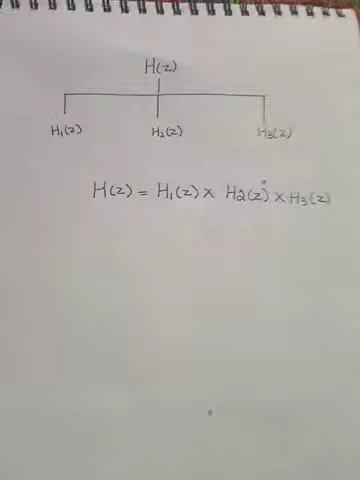 H(z)
H₁(z) H₂(z) H₃(z)
H(z) = H₁(z) × H2(z) × H₃(z)